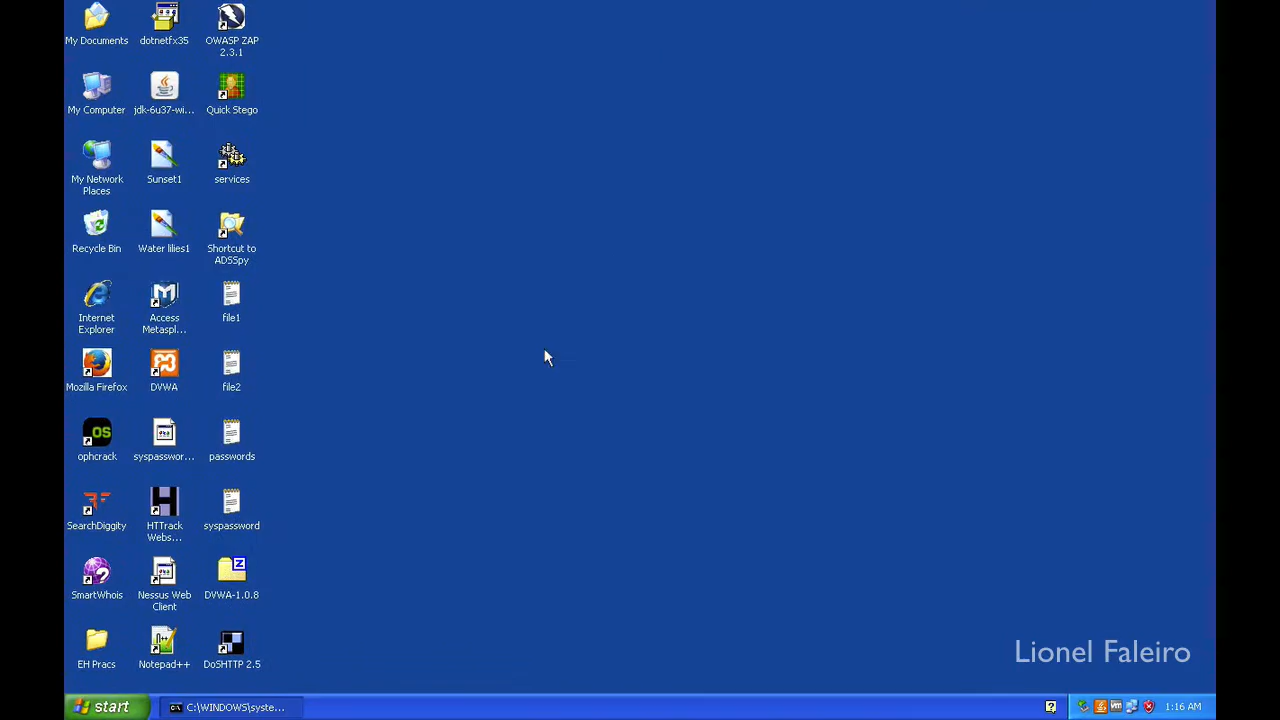 My Documents
dotnetfx35
OWASP ZAP
2.3.1
My Computer
jdk-6u37-wi...
Quick Stego
My Network
Places
Sunset1
services
Recycle Bin
Water lilies1
Shortcut to
ADSSpy
Internet
Explorer
Access
Metaspl...
file1
Mozilla Firefox
DVWA
file2
OS
ophcrack
syspasswor...
passwords
SearchDiggity
HTTrack
Webs...
syspassword
SmartWhois
Nessus Web
Client
DVWA-1.0.8
EH Pracs
Notepad++
DoSHTTP 2.5
Lionel Faleiro
start
C:\WINDOWS\syste...
1:16 AM